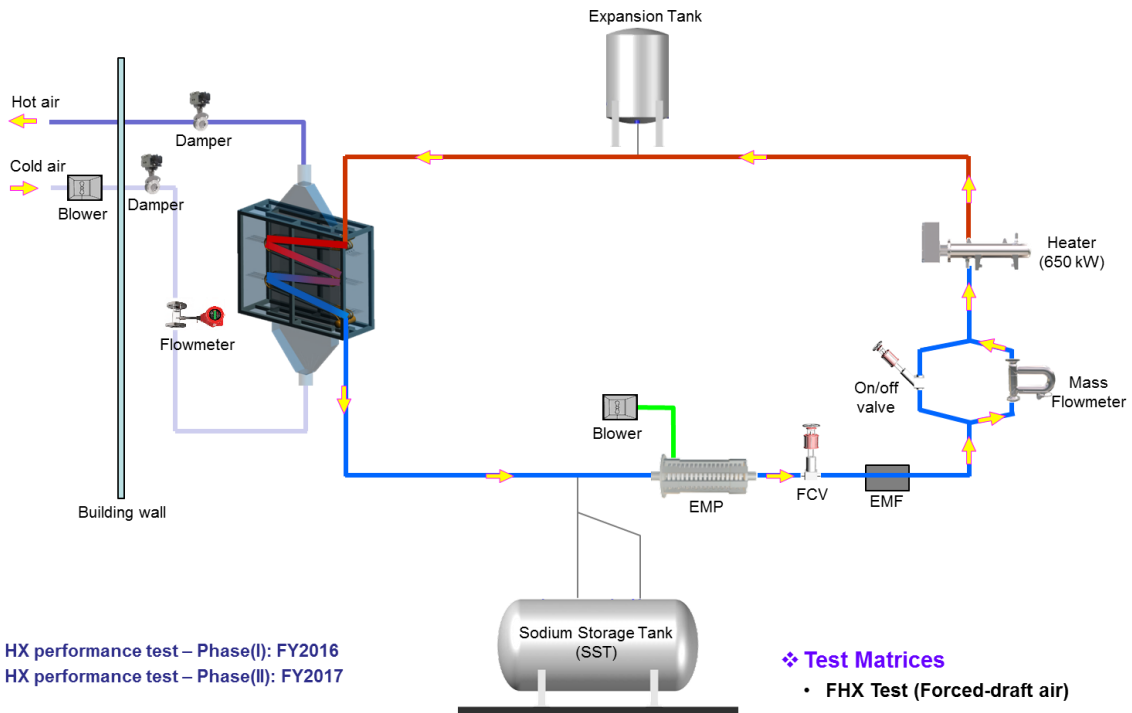 Expansion Tank
Hot air
Damper
Cold air
Blower
Damper
Heater
(650 kW)
Flowmeter
On/off
valve
Mass
Flowmeter
Blower
FCV
EMP
EMF
Building wall
Sodium Storage Tank
(SST)
HX performance test – Phase(I): FY2016
HX performance test – Phase(II): FY2017
❖ Test Matrices
• FHX Test (Forced-draft air)